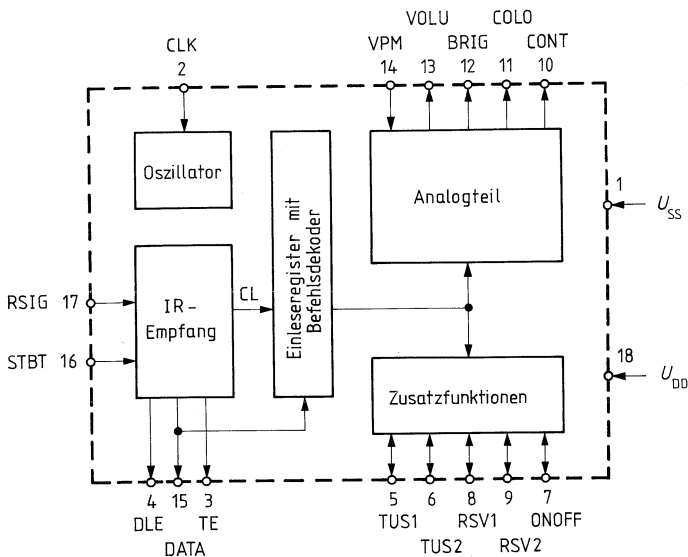 CLK
2
VOLU
COLO
VPM
BRIG
CONT
14
13
12
11
10
Oszillator
Einleseregister mit
Befehlsdekoder
Analogteil
1
USS
RSIG 17
IR-
Empfang
CL
STBT 16
18
UDD
Zusatzfunktionen
4
15
3
5
6
8
9
7
DLE
TE
TUS1
RSV1
ONOFF
DATA
TUS2
RSV2